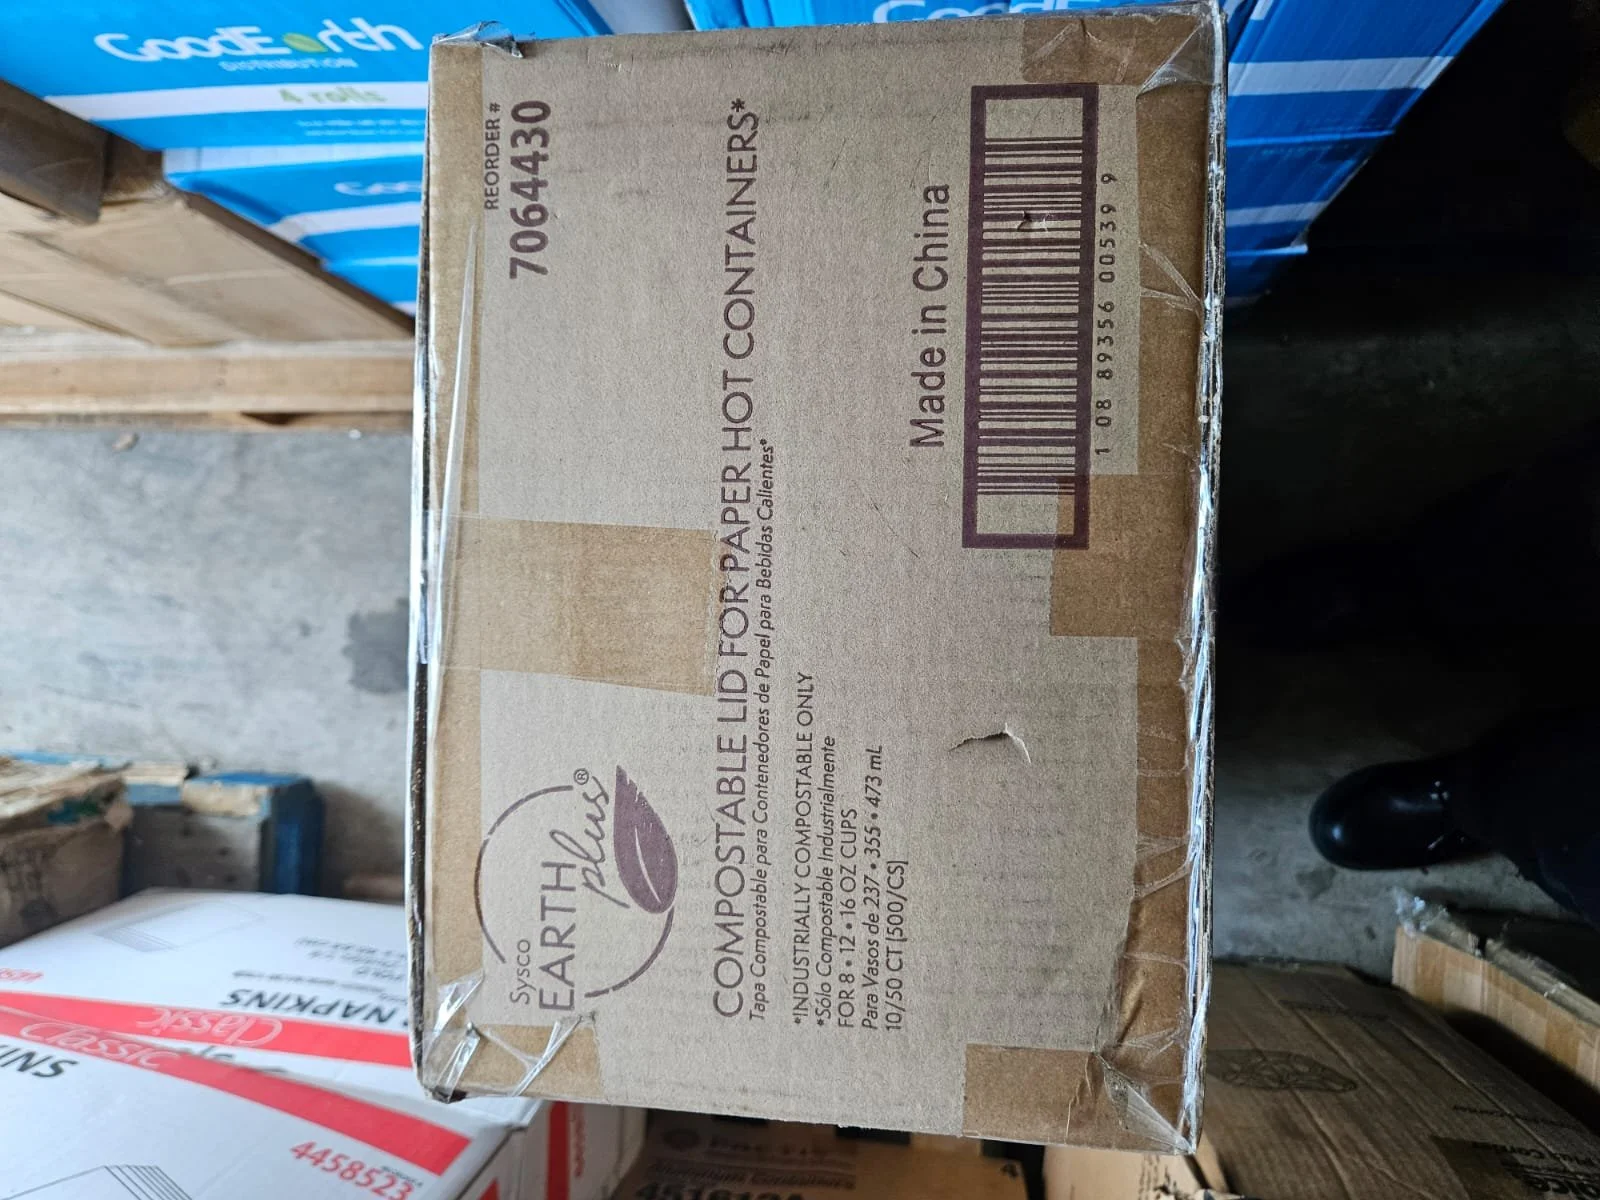 Sysco
EARTH
plus®
REORDER #
7064430
COMPOSTABLE LID FOR PAPER HOT CONTAINERS*
Tapa Compostable para Contenedores de Papel para Bebidas Calientes*
*INDUSTRIALLY COMPOSTABLE ONLY
*Sólo Compostable Industrialmente
FOR 8 • 12 • 16 OZ CUPS
Para Vasos de 237 • 355 • 473 mL
10/50 CT [500/CS]
Made in China
1 08 89356 00539 9
GoodEarth
DISTRIBUTION
4 rolls
GoodEarth
NAPKINS
Classic
Classic
4458523